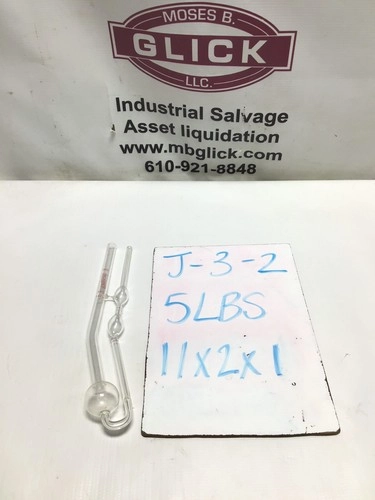 MOSES B.
GLICK
LLC.
Industrial Salvage
Asset liquidation
www.mbglick.com
610-921-8848
J-3-2
5LBS
11x2x1